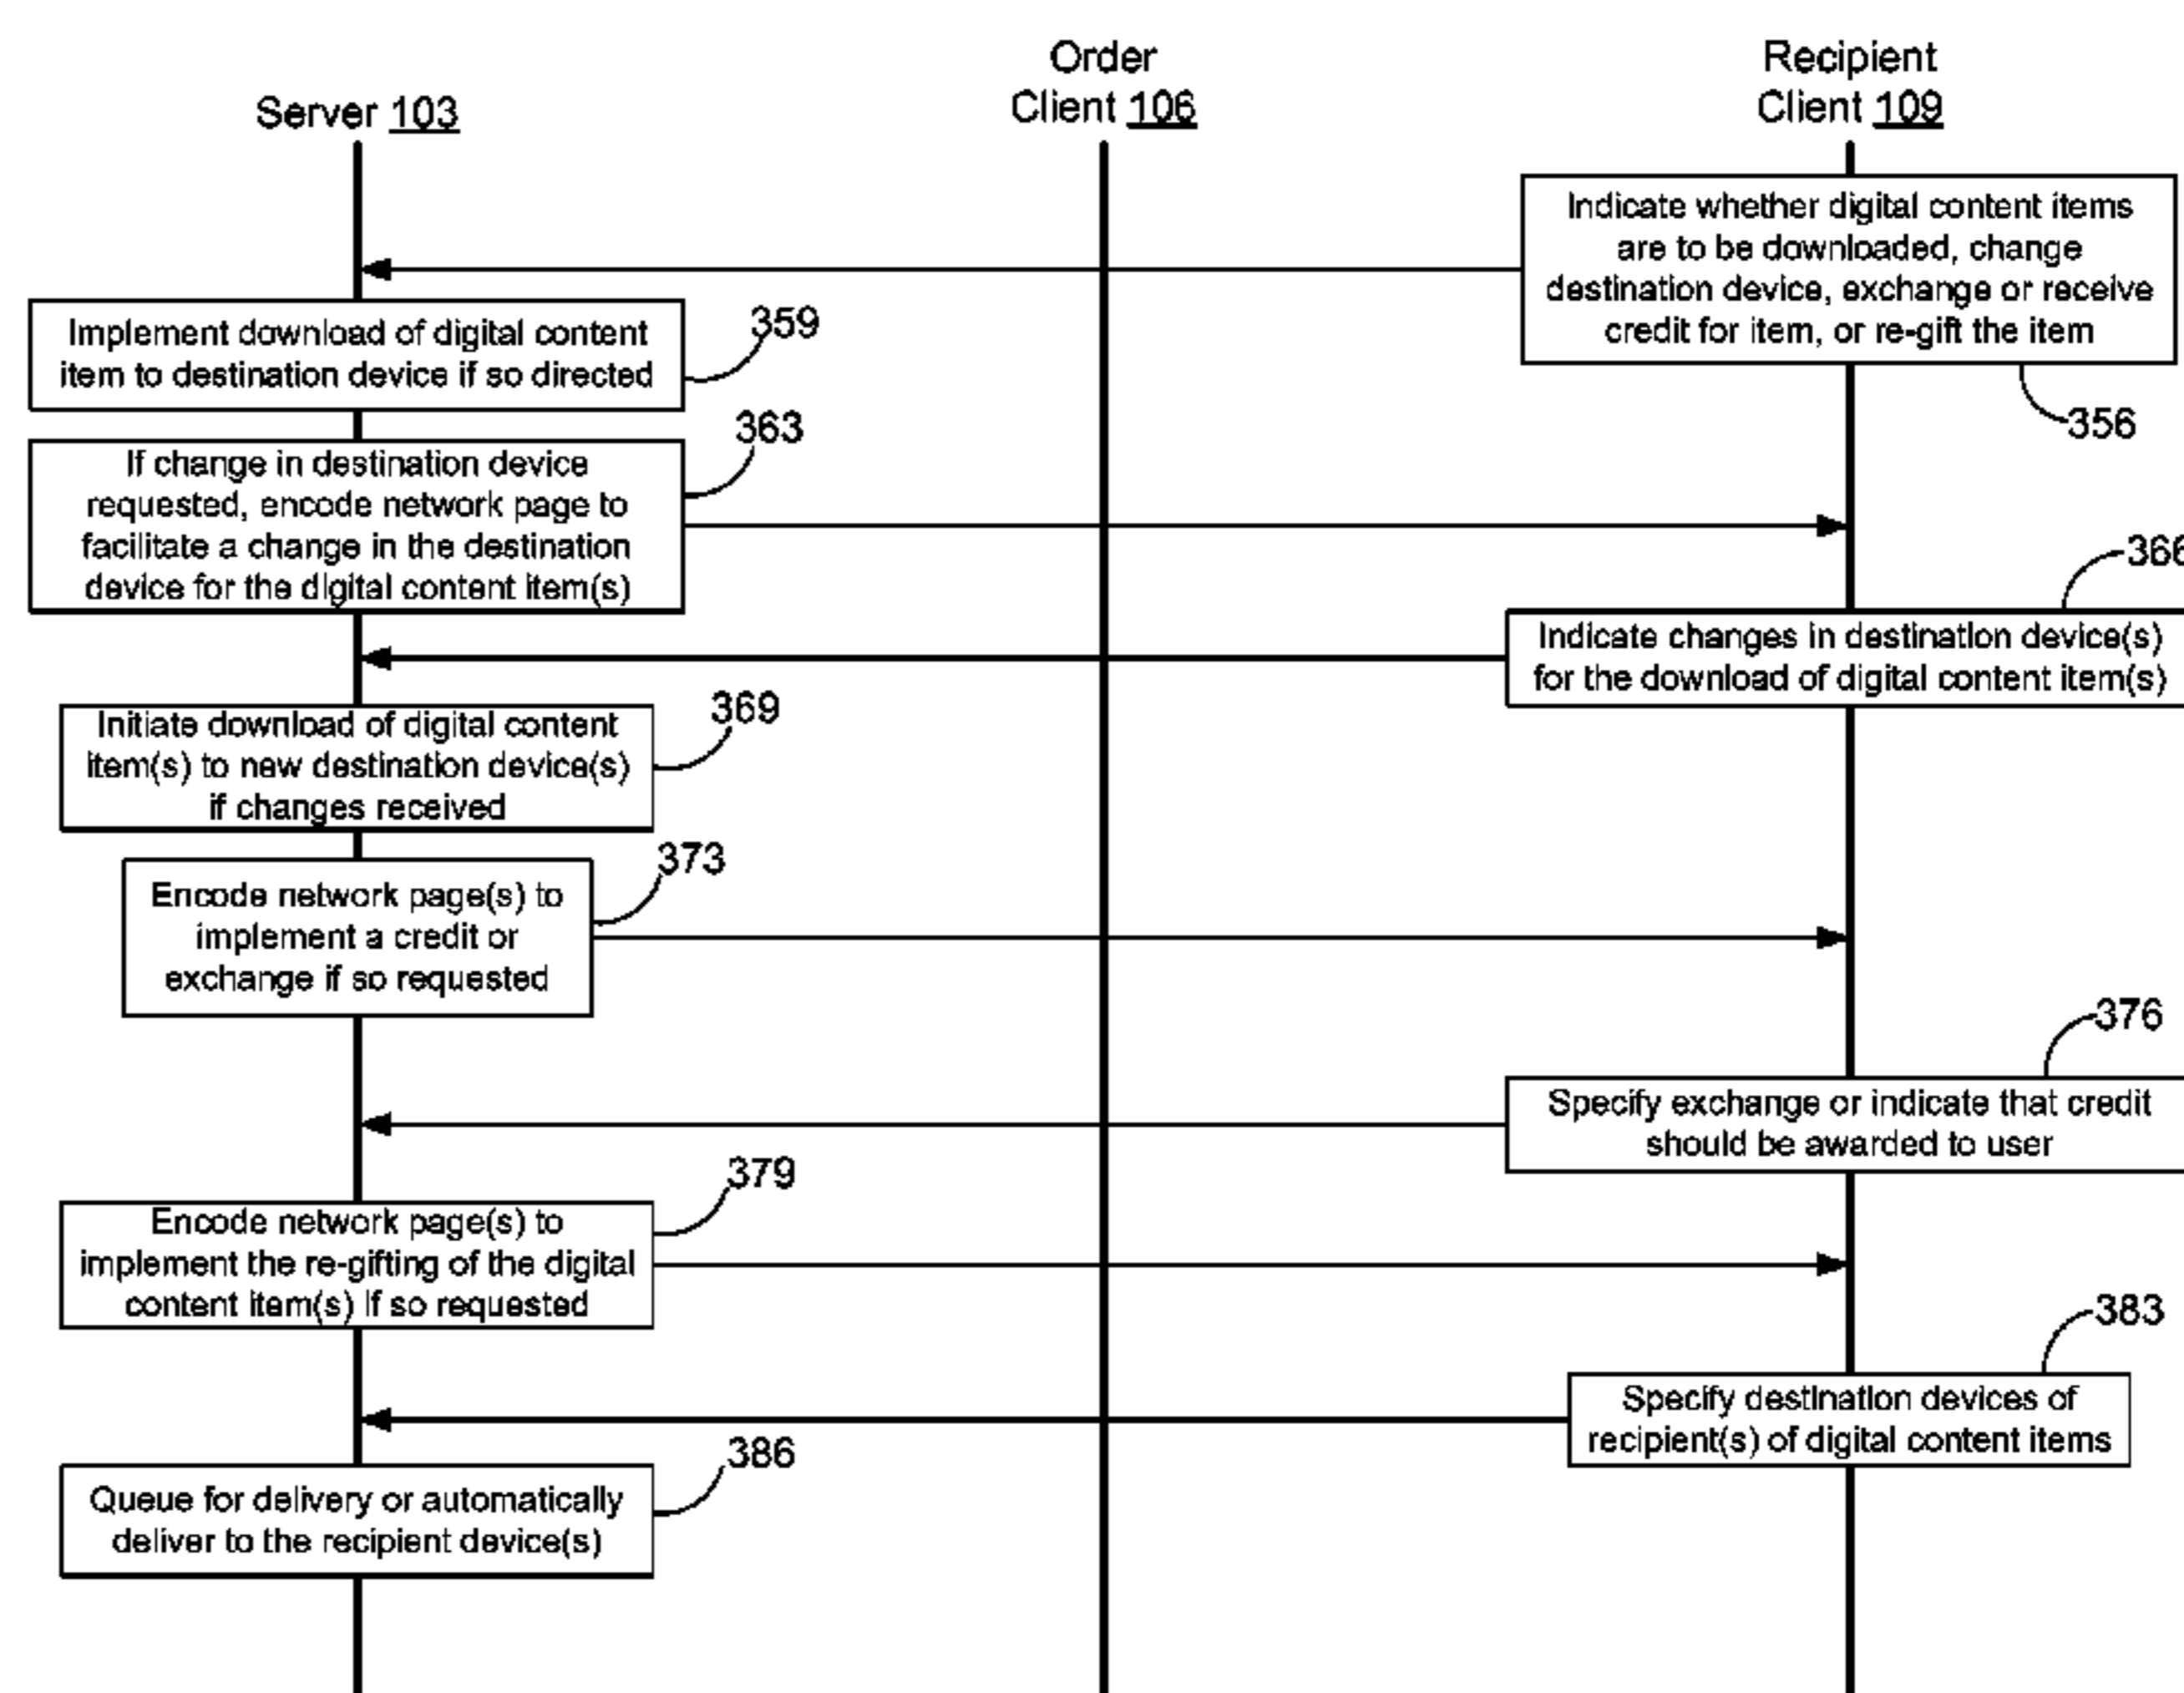 Server 103
Order
Client 106
Recipient
Client 109
Indicate whether digital content items
are to be downloaded, change
destination device, exchange or receive
credit for item, or re-gift the item
356
Implement download of digital content
item to destination device if so directed
359
If change in destination device
requested, encode network page to
facilitate a change in the destination
device for the digital content item(s)
363
366
Indicate changes in destination device(s)
for the download of digital content item(s)
Initiate download of digital content
item(s) to new destination device(s)
if changes received
369
Encode network page(s) to
implement a credit or
exchange if so requested
373
376
Specify exchange or indicate that credit
should be awarded to user
Encode network page(s) to
implement the re-gifting of the digital
content item(s) if so requested
379
383
Specify destination devices of
recipient(s) of digital content items
Queue for delivery or automatically
deliver to the recipient device(s)
386